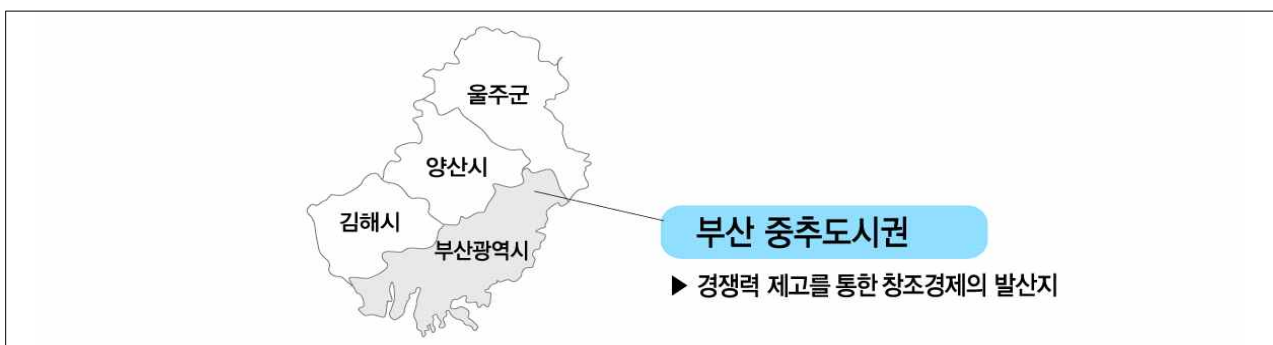 울주군
양산시
김해시
부산광역시
부산 중추도시권
▶ 경쟁력 제고를 통한 창조경제의 발산지